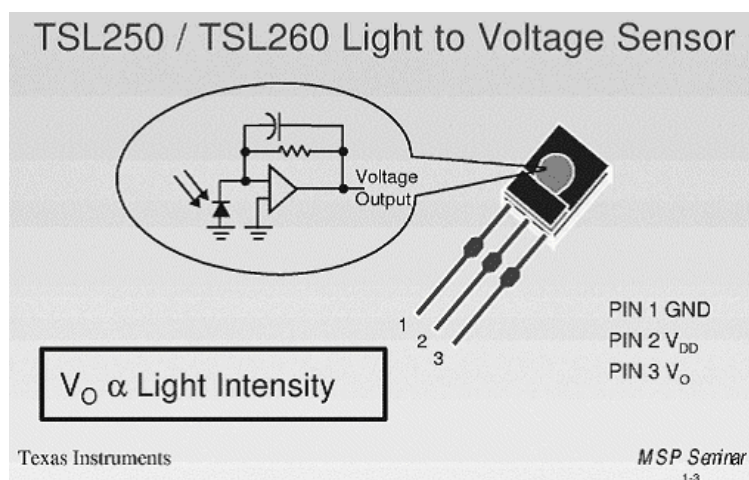 TSL250 / TSL260 Light to Voltage Sensor
Voltage
Output
1
2
3
PIN 1 GND
PIN 2 VDD
PIN 3 VO
VO α Light Intensity
Texas Instruments
MSP Seminar
1-3